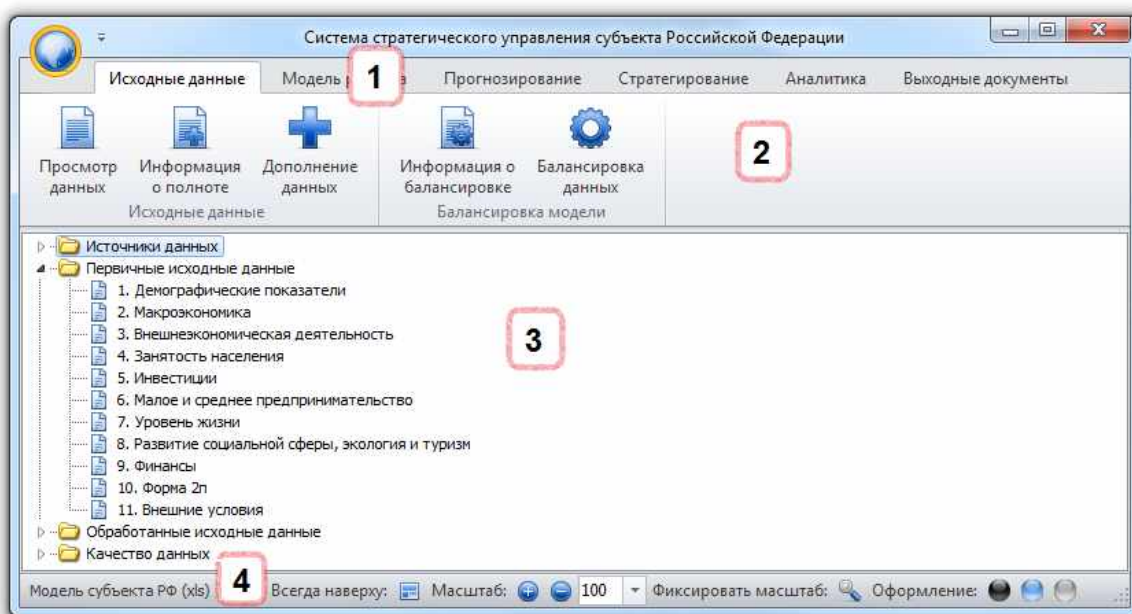 Система стратегического управления субъекта Российской Федерации
Исходные данные Модель 1 а Прогнозирование Стратегирование Аналитика Выходные документы
Просмотр данных Информация о полноте Дополнение данных Информация о балансировке Балансировка данных 2
Исходные данные Балансировка модели
Источники данных
Первичные исходные данные
1. Демографические показатели
2. Макроэкономика
3. Внешнеэкономическая деятельность
3
4. Занятость населения
5. Инвестиции
6. Малое и среднее предпринимательство
7. Уровень жизни
8. Развитие социальной сферы, экология и туризм
9. Финансы
10. Форма 2п
11. Внешние условия
Обработанные исходные данные
Качество данных
Модель субъекта РФ (xls) 4 Всегда наверху: Масштаб: 100 Фиксировать масштаб: Оформление: